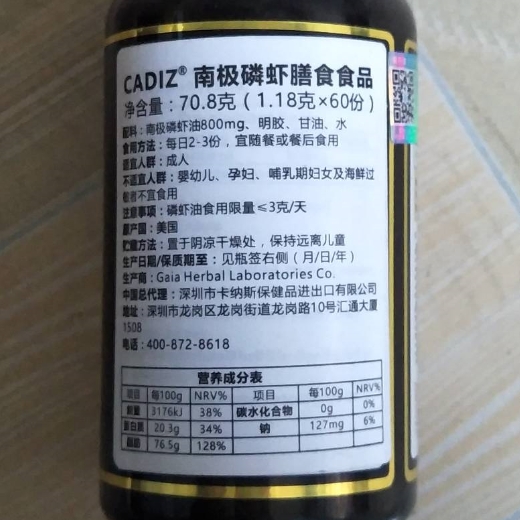 CADIZ® 南极磷虾膳食食品
净含量：70.8克（1.18克×60份）
配料：南极磷虾油800mg、明胶、甘油、水
食用方法：每日2-3份，宜随餐或餐后食用
适宜人群：成人
不适宜人群：婴幼儿、孕妇、哺乳期妇女及海鲜过
敏者不宜食用
注意事项：磷虾油食用限量≤3克/天
原产国：美国
贮藏方法：置于阴凉干燥处，保持远离儿童
生产日期/保质期至：见瓶签右侧（月/日/年）
生产商：Gaia Herbal Laboratories Co.
中国总代理：深圳市卡纳斯保健品进出口有限公司
地址：深圳市龙岗区龙岗街道龙岗路10号汇通大厦
1508
电话：400-872-8618
营养成分表
项目 每100g NRV% 项目 每100g NRV%
能量 3176kJ 38% 碳水化合物 0g 0%
蛋白质 20.3g 34% 钠 127mg 6%
脂肪 76.5g 128%